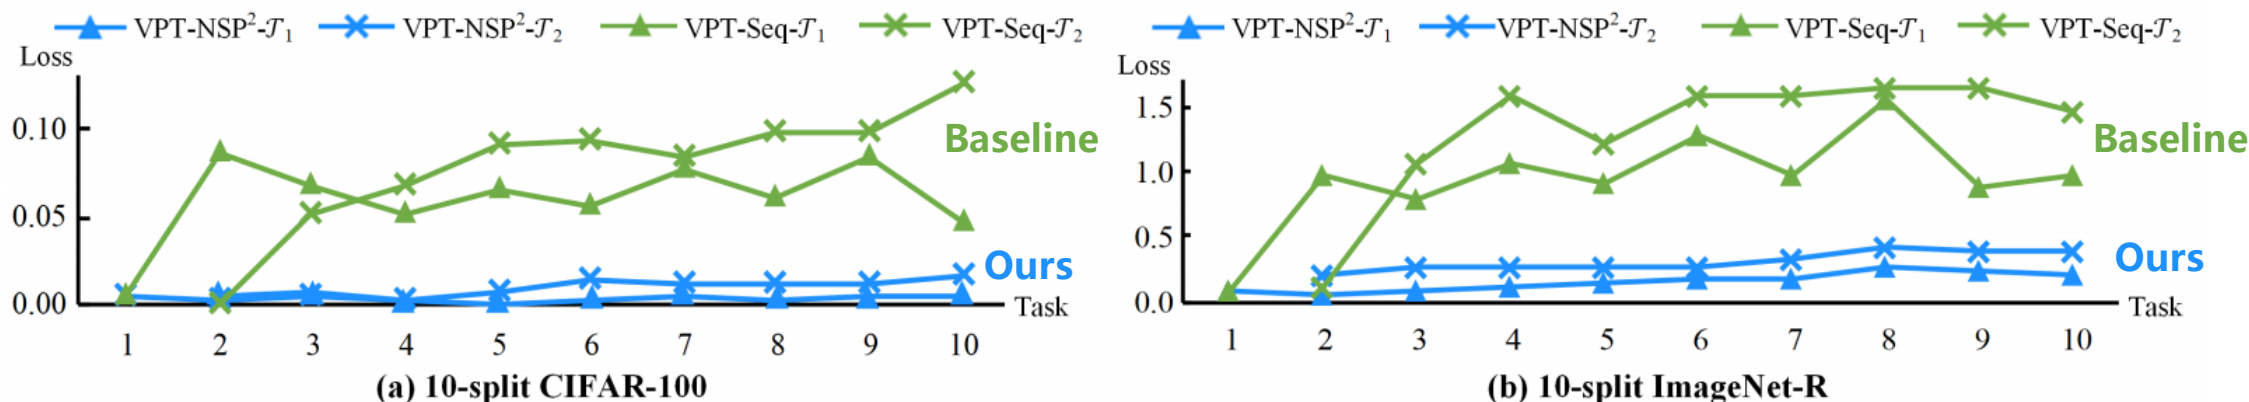 VPT-NSP²-𝒯₁ VPT-NSP²-𝒯₂ VPT-Seq-𝒯₁ VPT-Seq-𝒯₂
Loss
0.10
0.05
0.00
Baseline
Ours
Task
1 2 3 4 5 6 7 8 9 10
(a) 10-split CIFAR-100
VPT-NSP²-𝒯₁ VPT-NSP²-𝒯₂ VPT-Seq-𝒯₁ VPT-Seq-𝒯₂
Loss
1.5
1.0
0.5
0.0
Baseline
Ours
Task
1 2 3 4 5 6 7 8 9 10
(b) 10-split ImageNet-R